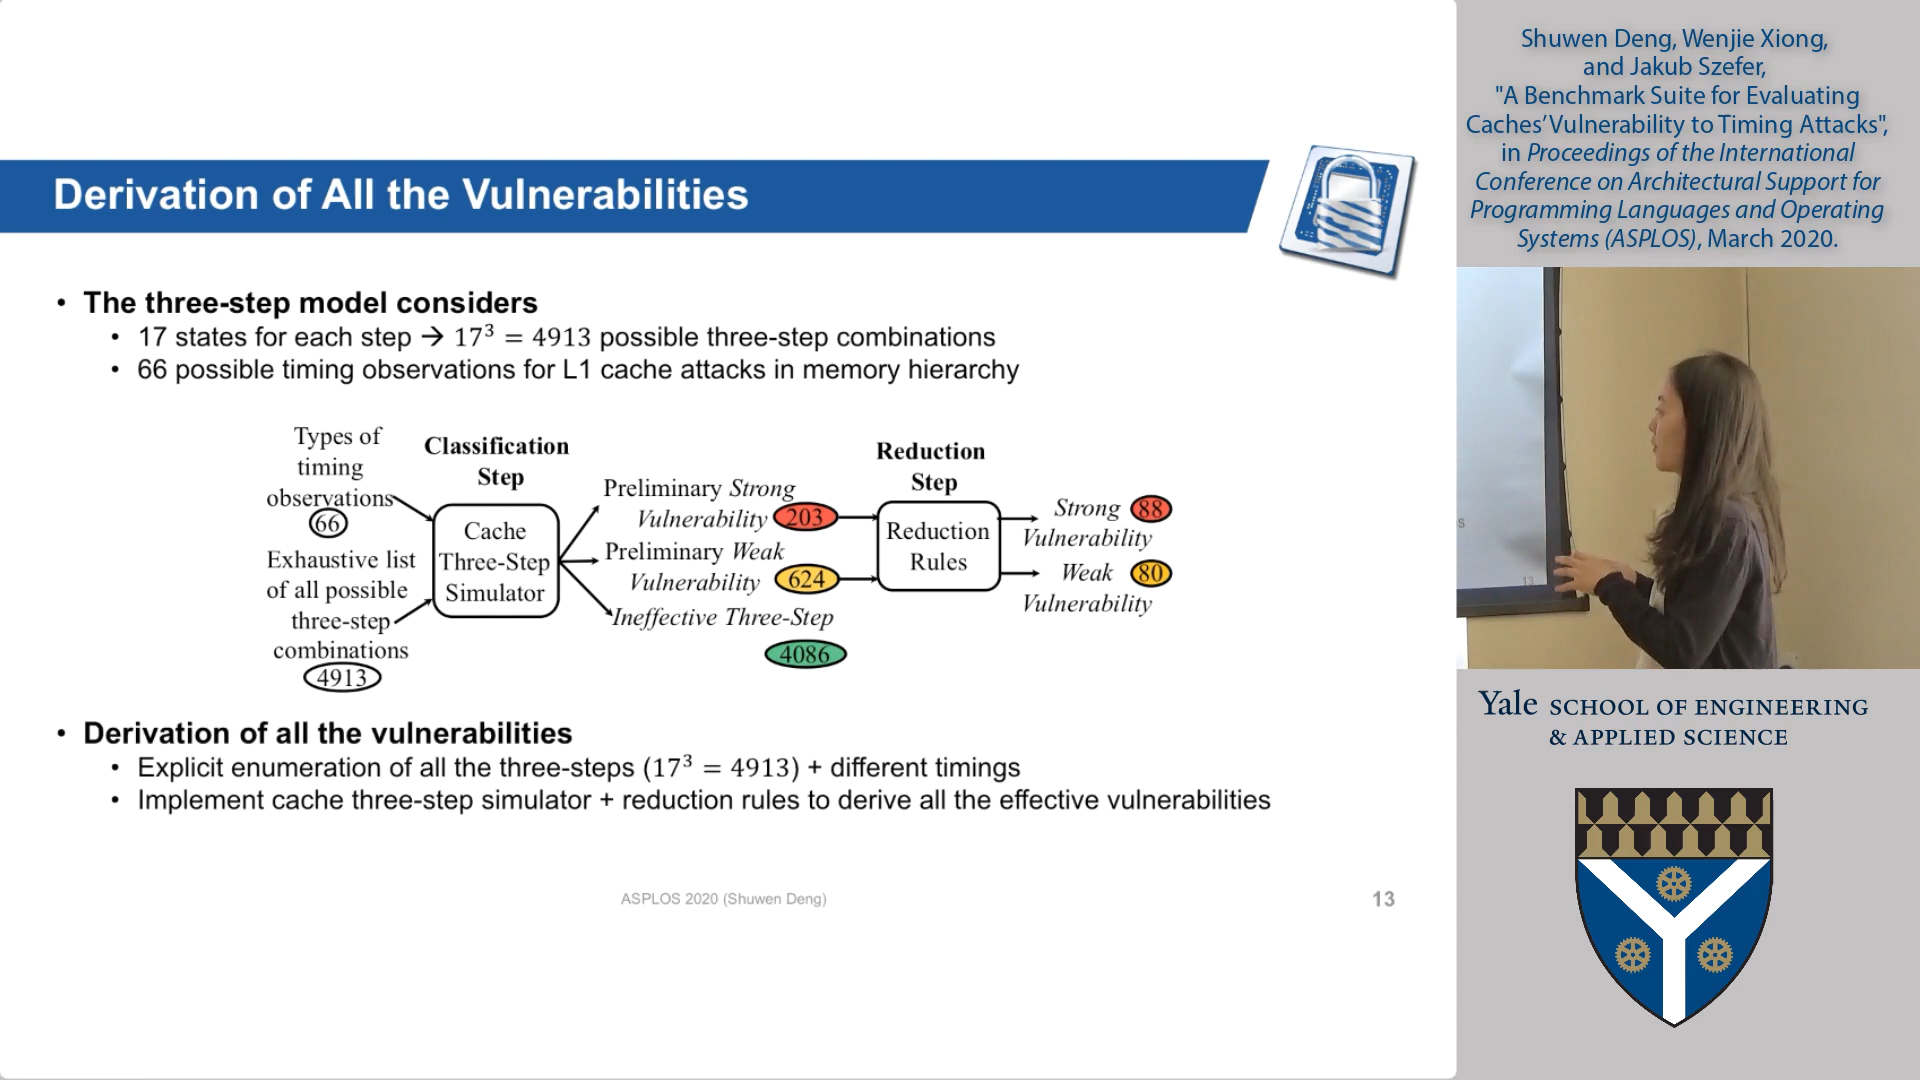 Derivation of All the Vulnerabilities
• The three-step model considers
• 17 states for each step → 17³ = 4913 possible three-step combinations
• 66 possible timing observations for L1 cache attacks in memory hierarchy
Types of
timing
observations
66
Exhaustive list
of all possible
three-step
combinations
4913
Classification
Step
Cache
Three-Step
Simulator
Preliminary Strong
Vulnerability 203
Preliminary Weak
Vulnerability 624
Ineffective Three-Step
4086
Reduction
Step
Reduction
Rules
Strong 88
Vulnerability
Weak 80
Vulnerability
• Derivation of all the vulnerabilities
• Explicit enumeration of all the three-steps (17³ = 4913) + different timings
• Implement cache three-step simulator + reduction rules to derive all the effective vulnerabilities
ASPLOS 2020 (Shuwen Deng)
13
Shuwen Deng, Wenjie Xiong,
and Jakub Szefer,
"A Benchmark Suite for Evaluating
Caches’ Vulnerability to Timing Attacks",
in Proceedings of the International
Conference on Architectural Support for
Programming Languages and Operating
Systems (ASPLOS), March 2020.
s
13
Yale SCHOOL OF ENGINEERING
& APPLIED SCIENCE